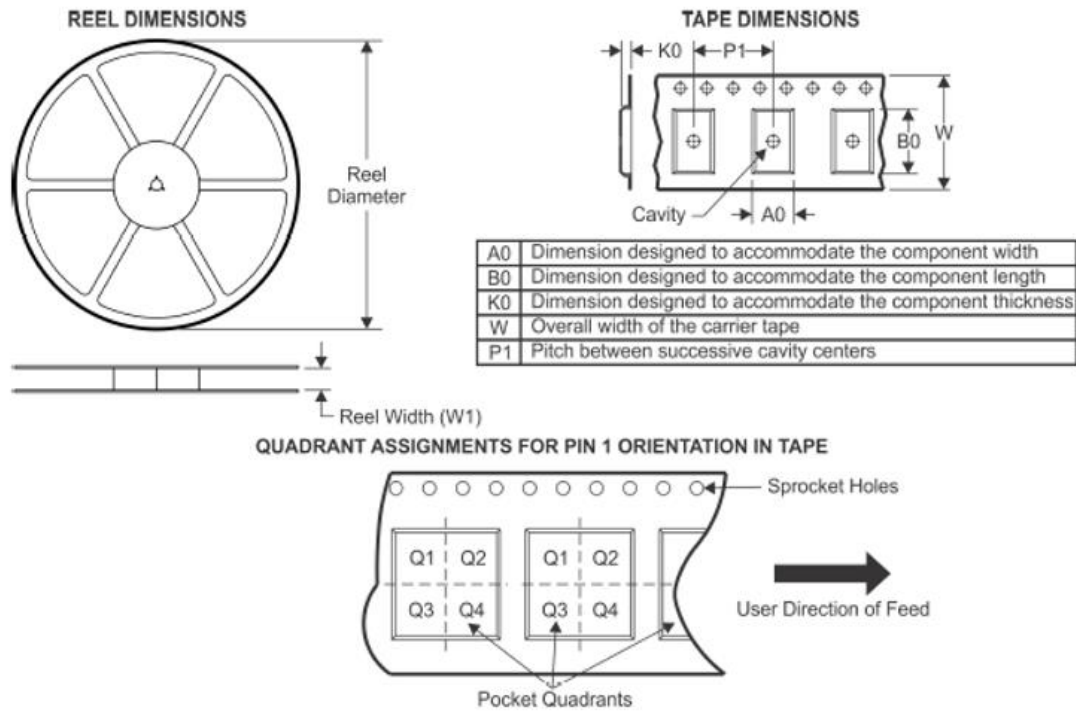 REEL DIMENSIONS
Reel
Diameter
Reel Width (W1)
TAPE DIMENSIONS
K0
P1
W
B0
Cavity
A0
A0 Dimension designed to accommodate the component width
B0 Dimension designed to accommodate the component length
K0 Dimension designed to accommodate the component thickness
W Overall width of the carrier tape
P1 Pitch between successive cavity centers
QUADRANT ASSIGNMENTS FOR PIN 1 ORIENTATION IN TAPE
Sprocket Holes
Q1 Q2 Q1 Q2
Q3 Q4 Q3 Q4
User Direction of Feed
Pocket Quadrants